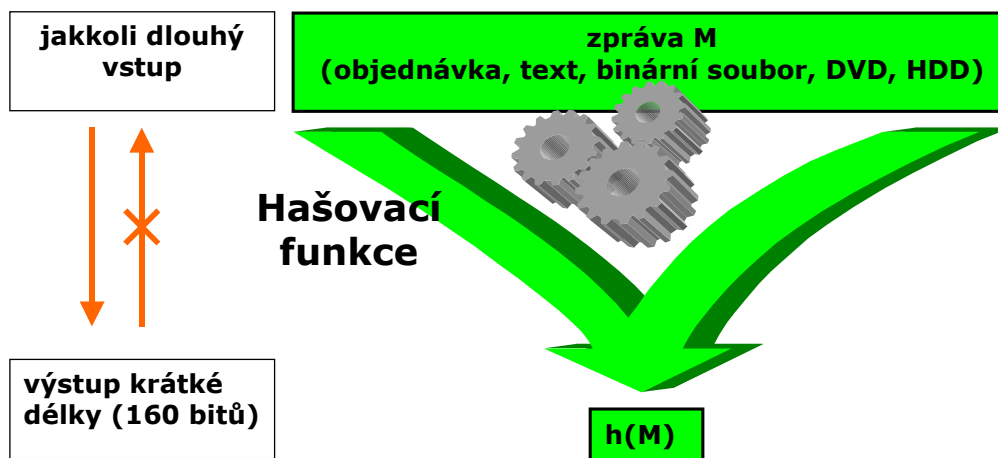 jakkoli dlouhý
vstup
zpráva M
(objednávka, text, binární soubor, DVD, HDD)
Hašovací
funkce
výstup krátké
délky (160 bitů)
h(M)